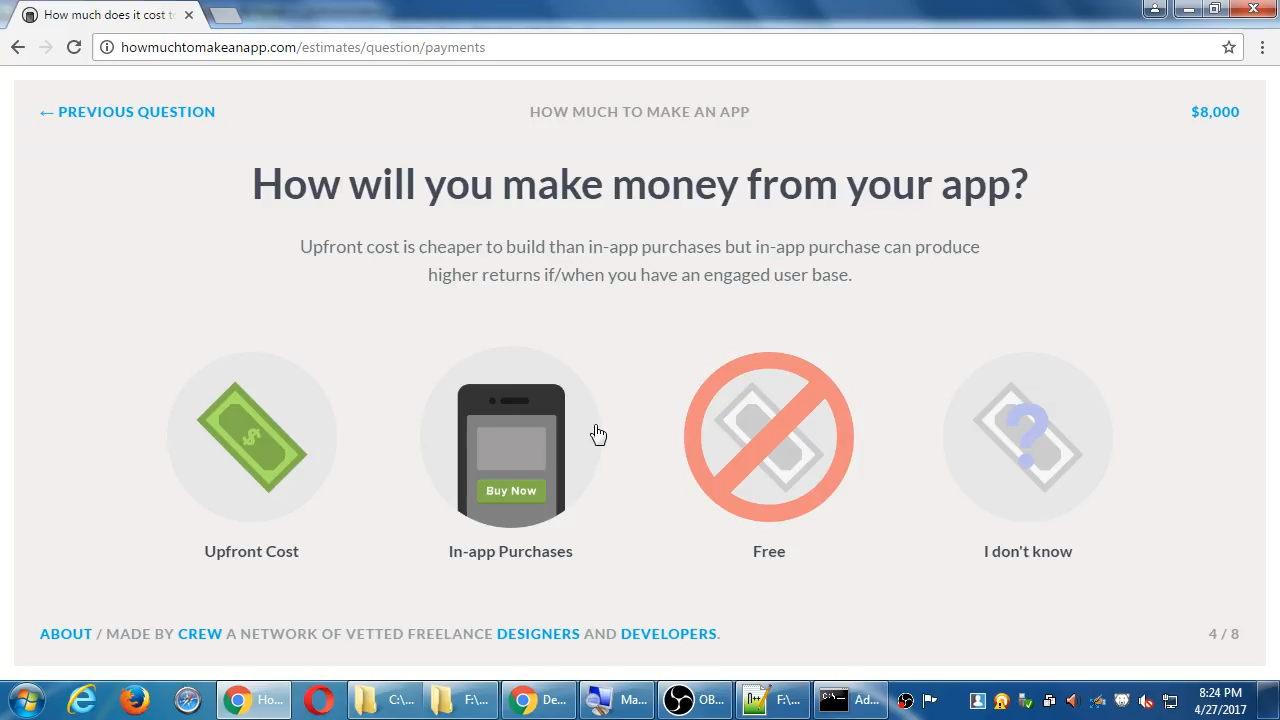 How much does it cost to
howmuchtomakeanapp.com/estimates/question/payments
← PREVIOUS QUESTION
HOW MUCH TO MAKE AN APP
$8,000
How will you make money from your app?
Upfront cost is cheaper to build than in-app purchases but in-app purchase can produce
higher returns if/when you have an engaged user base.
$
Buy Now
?
Upfront Cost
In-app Purchases
Free
I don't know
ABOUT / MADE BY CREW A NETWORK OF VETTED FREELANCE DESIGNERS AND DEVELOPERS.
4 / 8
Ho...
C:\...
F:\...
De...
Ma...
OB...
F:\...
Ad...
8:24 PM
4/27/2017